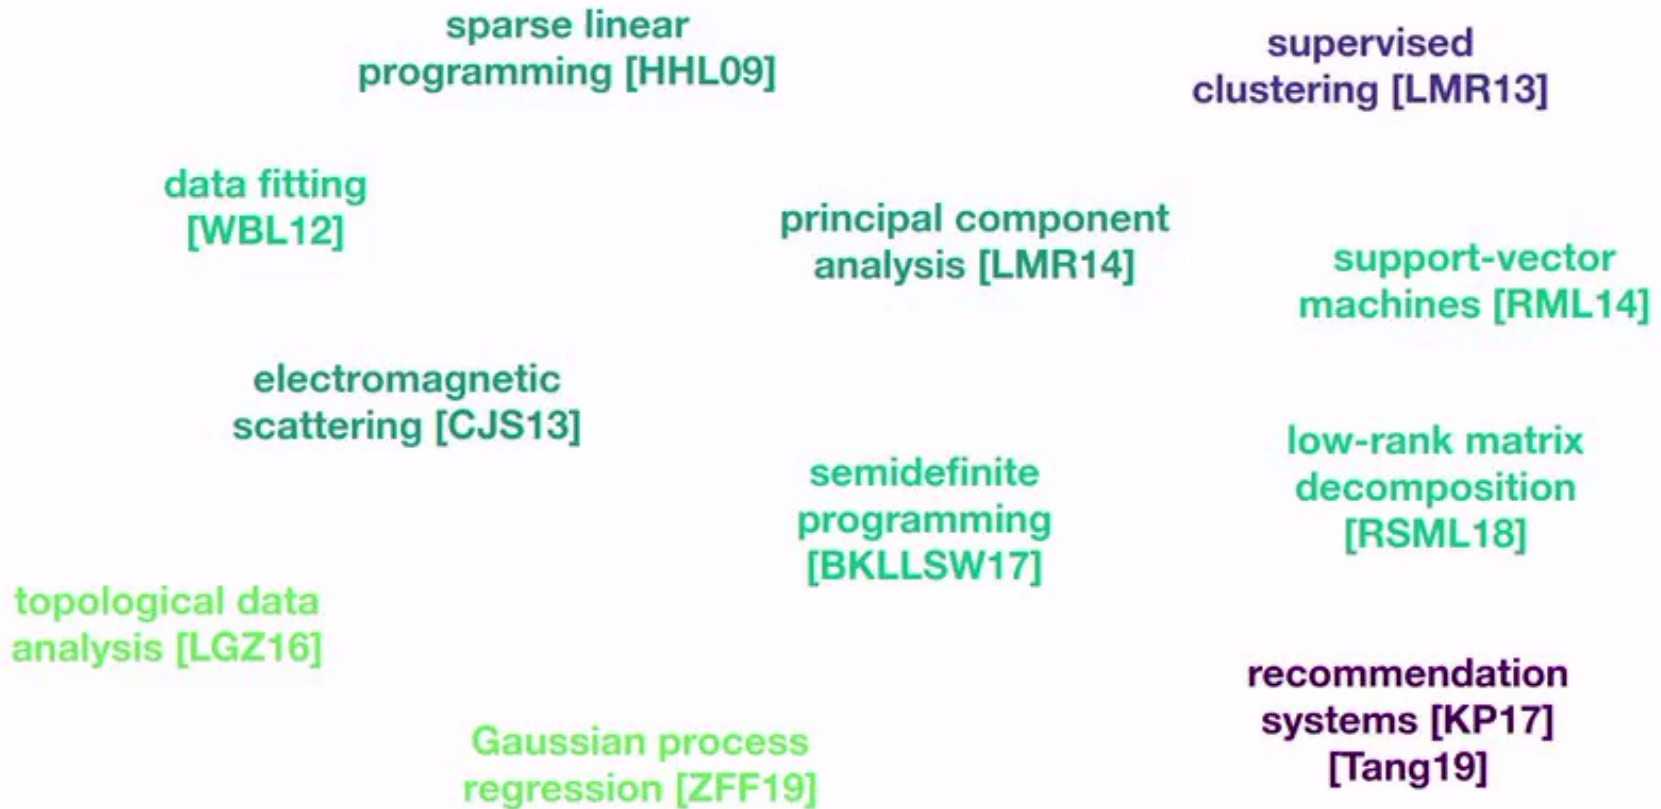 sparse linear
programming [HHL09]
supervised
clustering [LMR13]
data fitting
[WBL12]
principal component
analysis [LMR14]
support-vector
machines [RML14]
electromagnetic
scattering [CJS13]
low-rank matrix
decomposition
[RSML18]
semidefinite
programming
[BKLLSW17]
topological data
analysis [LGZ16]
recommendation
systems [KP17]
[Tang19]
Gaussian process
regression [ZFF19]